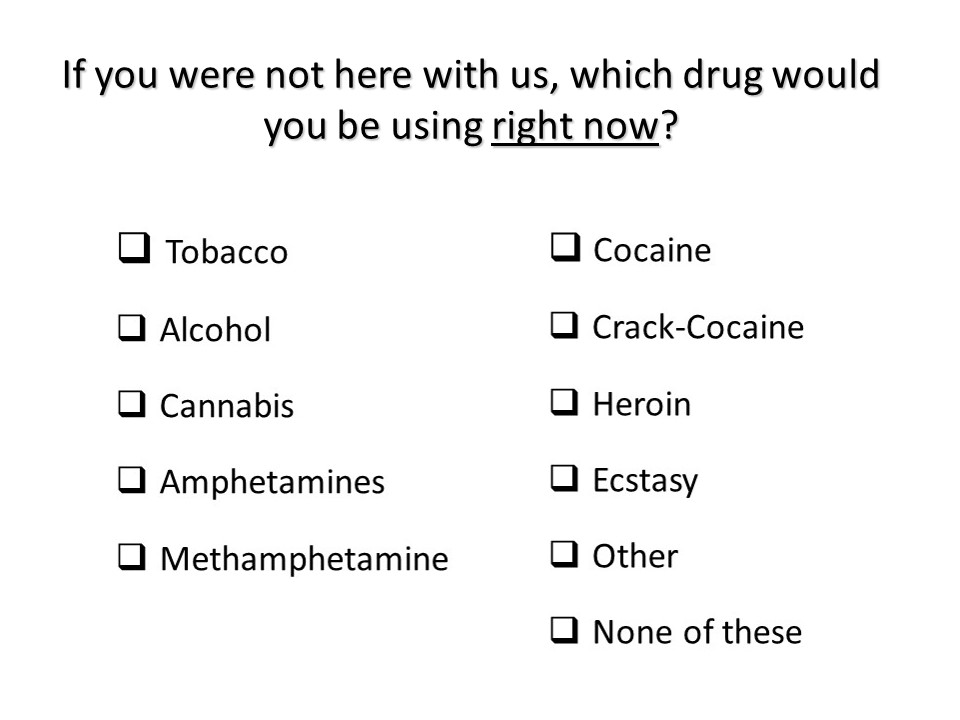 If you were not here with us, which drug would
you be using right now?
❑ Tobacco
❑ Alcohol
❑ Cannabis
❑ Amphetamines
❑ Methamphetamine
❑ Cocaine
❑ Crack-Cocaine
❑ Heroin
❑ Ecstasy
❑ Other
❑ None of these